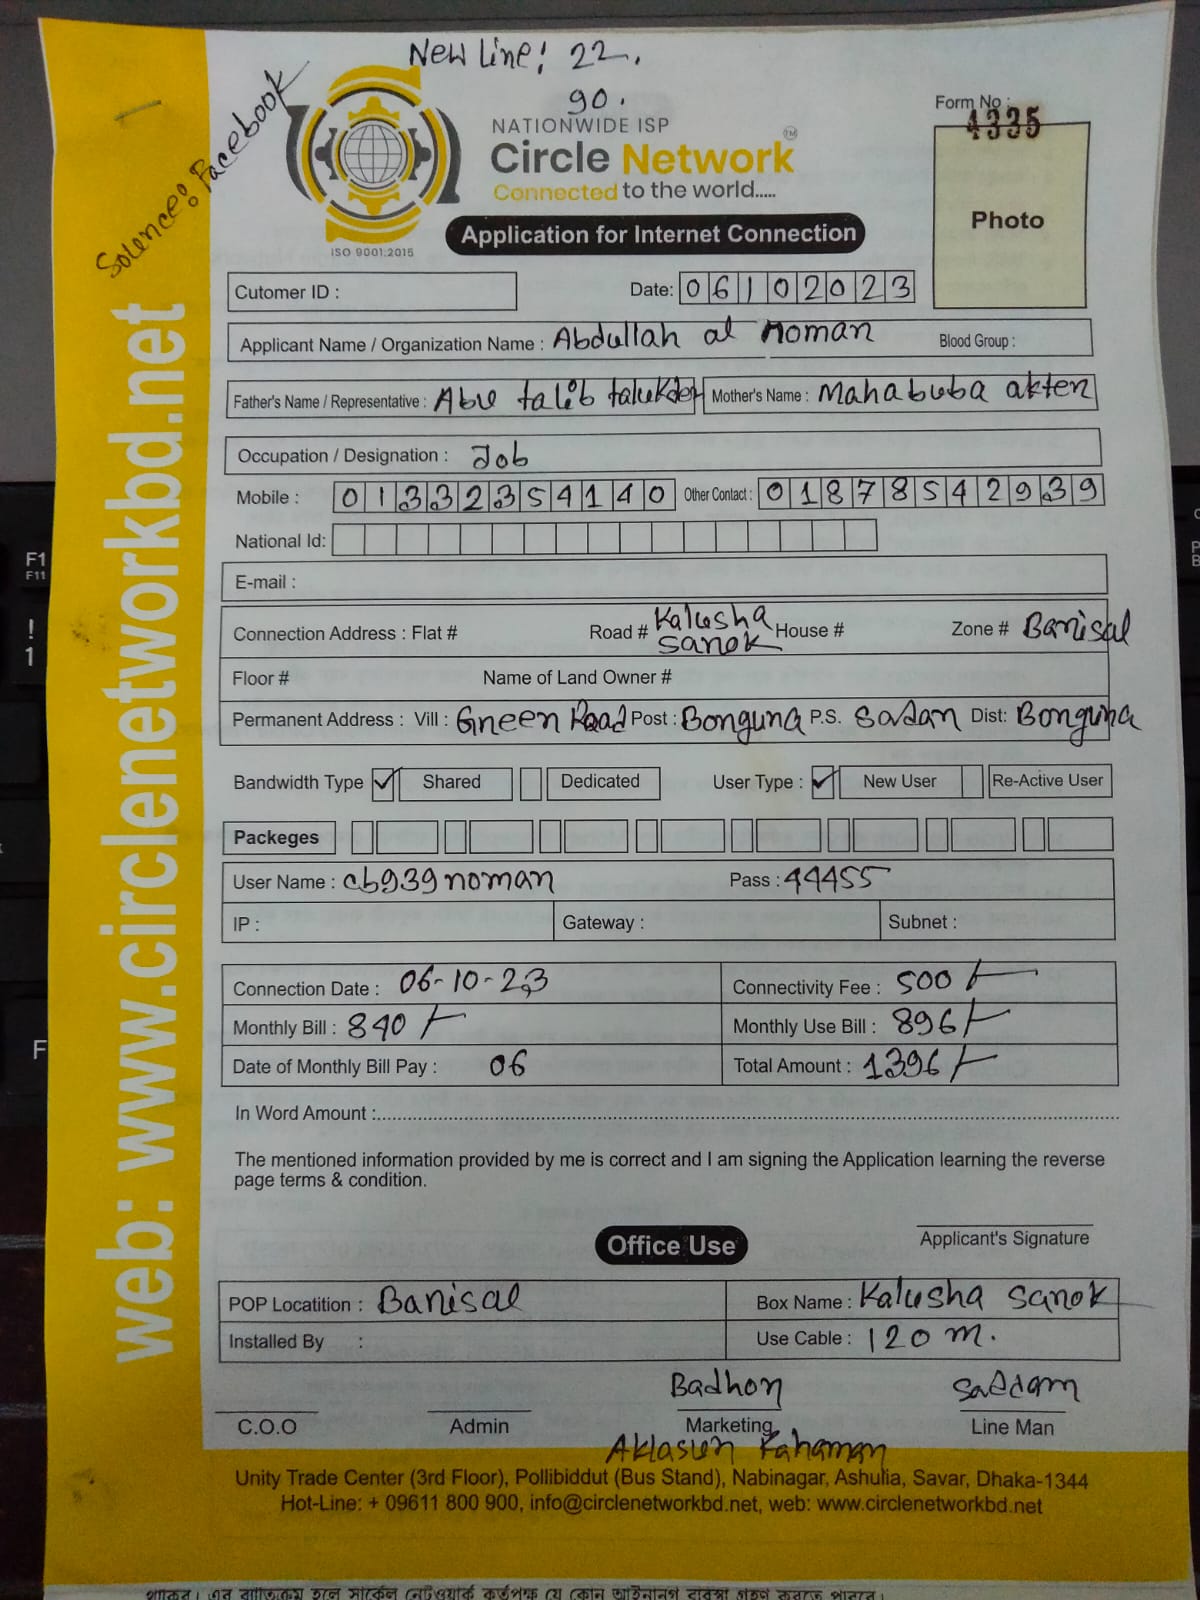 New Line: 22.
90.
Source: Facebook
Form No :
4335
NATIONWIDE ISP
Circle Network
TM
Connected to the world.....
ISO 9001:2015
Application for Internet Connection
Photo
Cutomer ID :
Date: 06102023
Applicant Name / Organization Name : Abdullah al Noman Blood Group :
Father's Name / Representative : Abu talib talukder Mother's Name : Mahabuba akter
Occupation / Designation : Job
Mobile : 01332354140 Other Contact : 01878542939
National Id:
E-mail :
Connection Address : Flat # Road # Kalusha Sarok House # Zone # Barisal
Floor # Name of Land Owner #
Permanent Address : Vill : Green Road Post : Borguna P.S. Sadar Dist: Borguna
Bandwidth Type ✓ Shared Dedicated User Type : ✓ New User Re-Active User
Packeges
User Name : cb939noman Pass : 44455
IP : Gateway : Subnet :
Connection Date : 06-10-23 Connectivity Fee : 500/-
Monthly Bill : 840/- Monthly Use Bill : 896/-
Date of Monthly Bill Pay : 06 Total Amount : 1396/-
In Word Amount :
The mentioned information provided by me is correct and I am signing the Application learning the reverse
page terms & condition.
Applicant's Signature
Office Use
POP Locatition : Barisal Box Name : Kalusha Sarok
Installed By : Use Cable : 120 m.
Badhon Saddam
C.O.O Admin Marketing Line Man
Rahaman
Unity Trade Center (3rd Floor), Pollibiddut (Bus Stand), Nabinagar, Ashulia, Savar, Dhaka-1344
Hot-Line: + 09611 800 900, info@circlenetworkbd.net, web: www.circlenetworkbd.net
web: www.circlenetworkbd.net
F1
F11
!
1
F